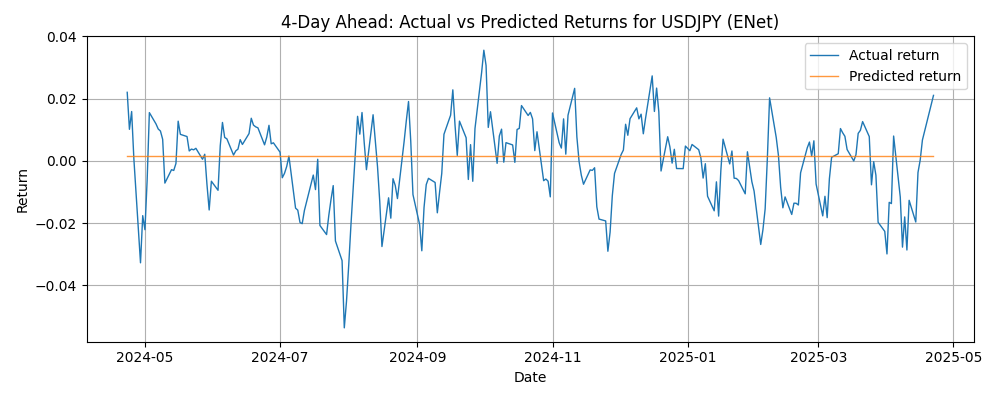 4-Day Ahead: Actual vs Predicted Returns for USDJPY (ENet)
Actual return
Predicted return
Return
0.04
0.02
0.00
−0.02
−0.04
2024-05
2024-07
2024-09
2024-11
2025-01
2025-03
2025-05
Date